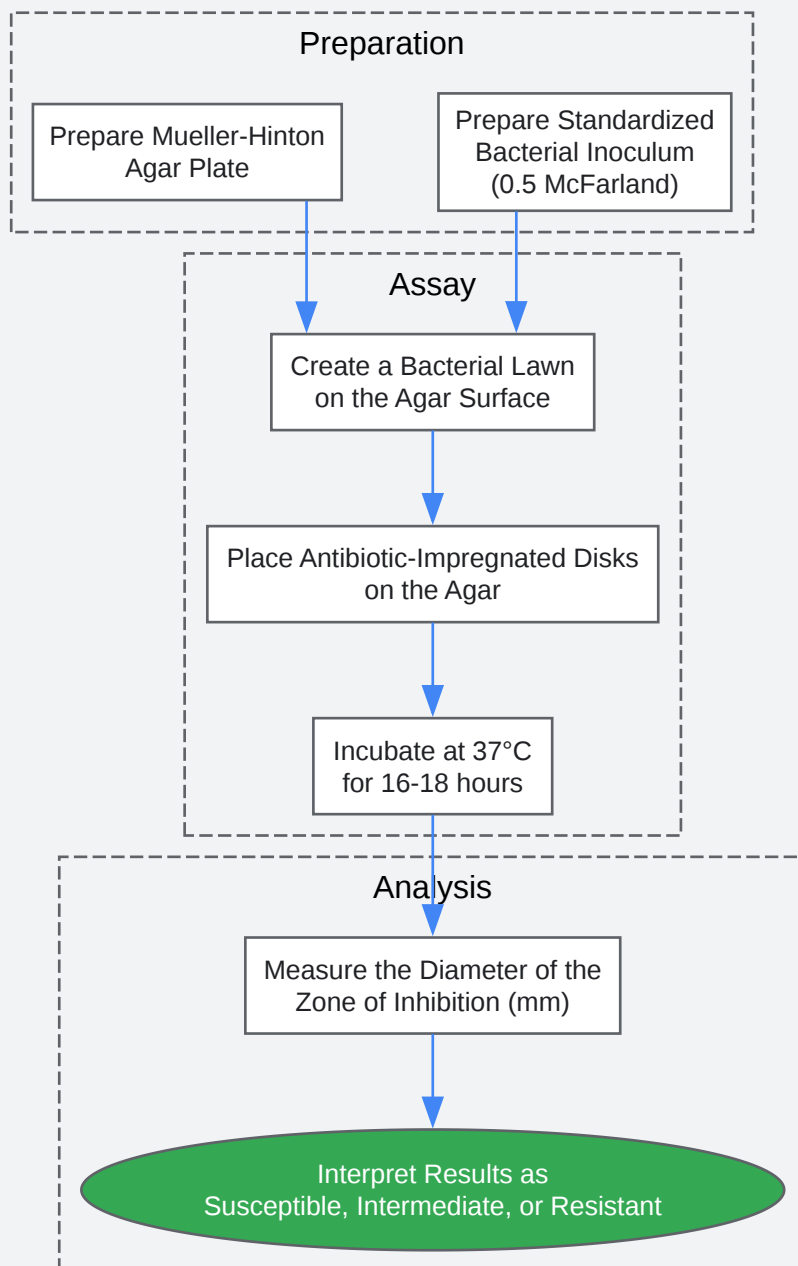 Preparation
Prepare Mueller-Hinton
Agar Plate
Prepare Standardized
Bacterial Inoculum
(0.5 McFarland)
Assay
Create a Bacterial Lawn
on the Agar Surface
Place Antibiotic-Impregnated Disks
on the Agar
Incubate at 37°C
for 16-18 hours
Analysis
Measure the Diameter of the
Zone of Inhibition (mm)
Interpret Results as
Susceptible, Intermediate, or Resistant